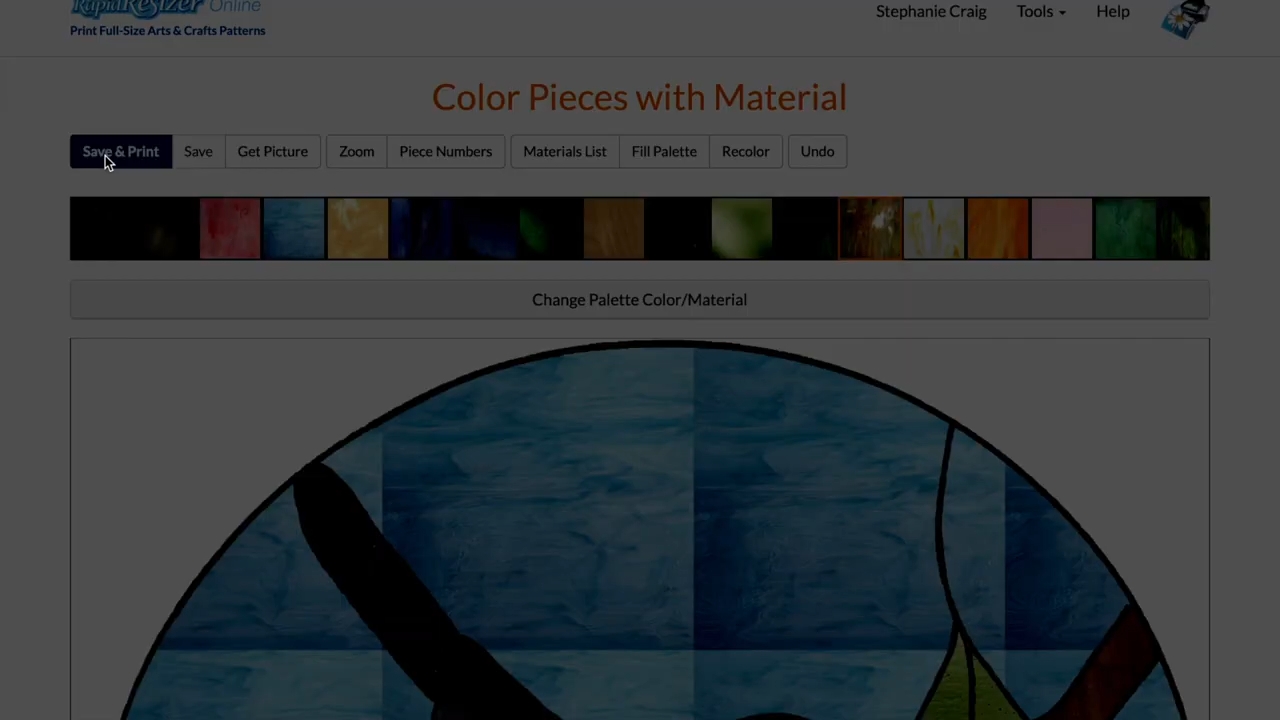 RapidResizer Online
Print Full-Size Arts & Crafts Patterns
Stephanie Craig Tools Help
Color Pieces with Material
Save & Print Save Get Picture Zoom Piece Numbers Materials List Fill Palette Recolor Undo
Change Palette Color/Material